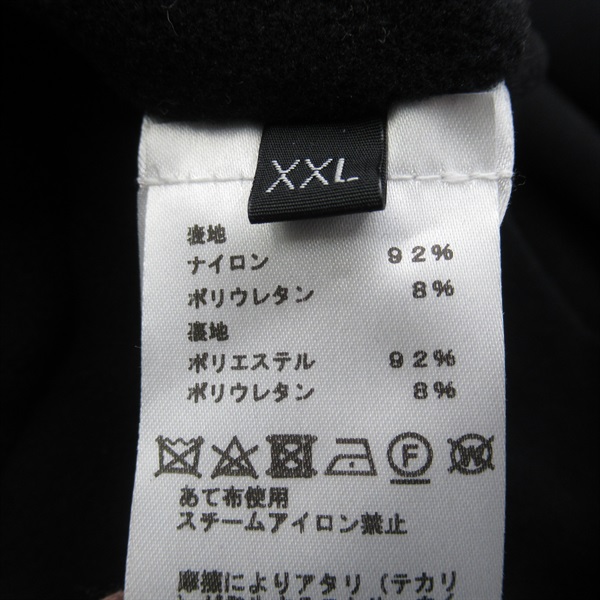 XXL
表地
ナイロン 92%
ポリウレタン 8%
裏地
ポリエステル 92%
ポリウレタン 8%
F W
あて布使用
スチームアイロン禁止
摩擦によりアタリ（テカリ